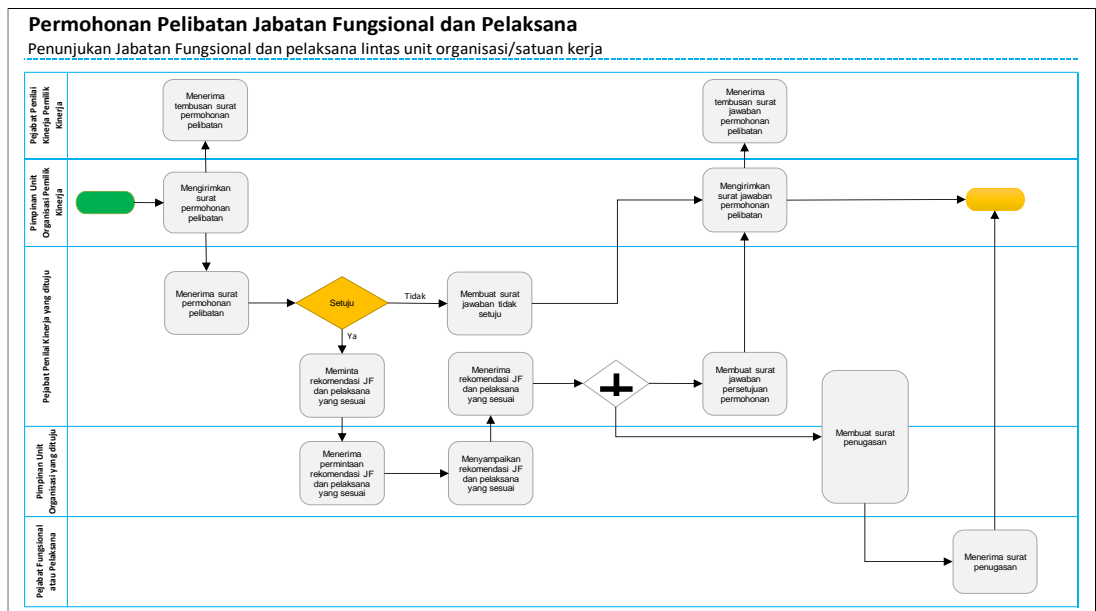 Permohonan Pelibatan Jabatan Fungsional dan Pelaksana
Penunjukan Jabatan Fungsional dan pelaksana lintas unit organisasi/satuan kerja
Pejabat Penilai
Kinerja Pemilik
Kinerja
Menerima
tembusan surat
permohonan
pelibatan
Menerima
tembusan surat
jawaban
permohonan
pelibatan
Pimpinan Unit
Organisasi Pemilik
Kinerja
Mengirimkan
surat
permohonan
pelibatan
Mengirimkan
surat jawaban
permohonan
pelibatan
Pejabat Penilai Kinerja yang dituju
Menerima surat
permohonan
pelibatan
Setuju
Tidak
Membuat surat
jawaban tidak
setuju
Ya
Meminta
rekomendasi JF
dan pelaksana
yang sesuai
Menerima
rekomendasi JF
dan pelaksana
yang sesuai
Membuat surat
jawaban
persetujuan
permohonan
Membuat surat
penugasan
Pimpinan Unit
Organisasi yang dituju
Menerima
permintaan
rekomendasi JF
dan pelaksana
yang sesuai
Menyampaikan
rekomendasi JF
dan pelaksana
yang sesuai
Pejabat Fungsional
atau Pelaksana
Menerima surat
penugasan